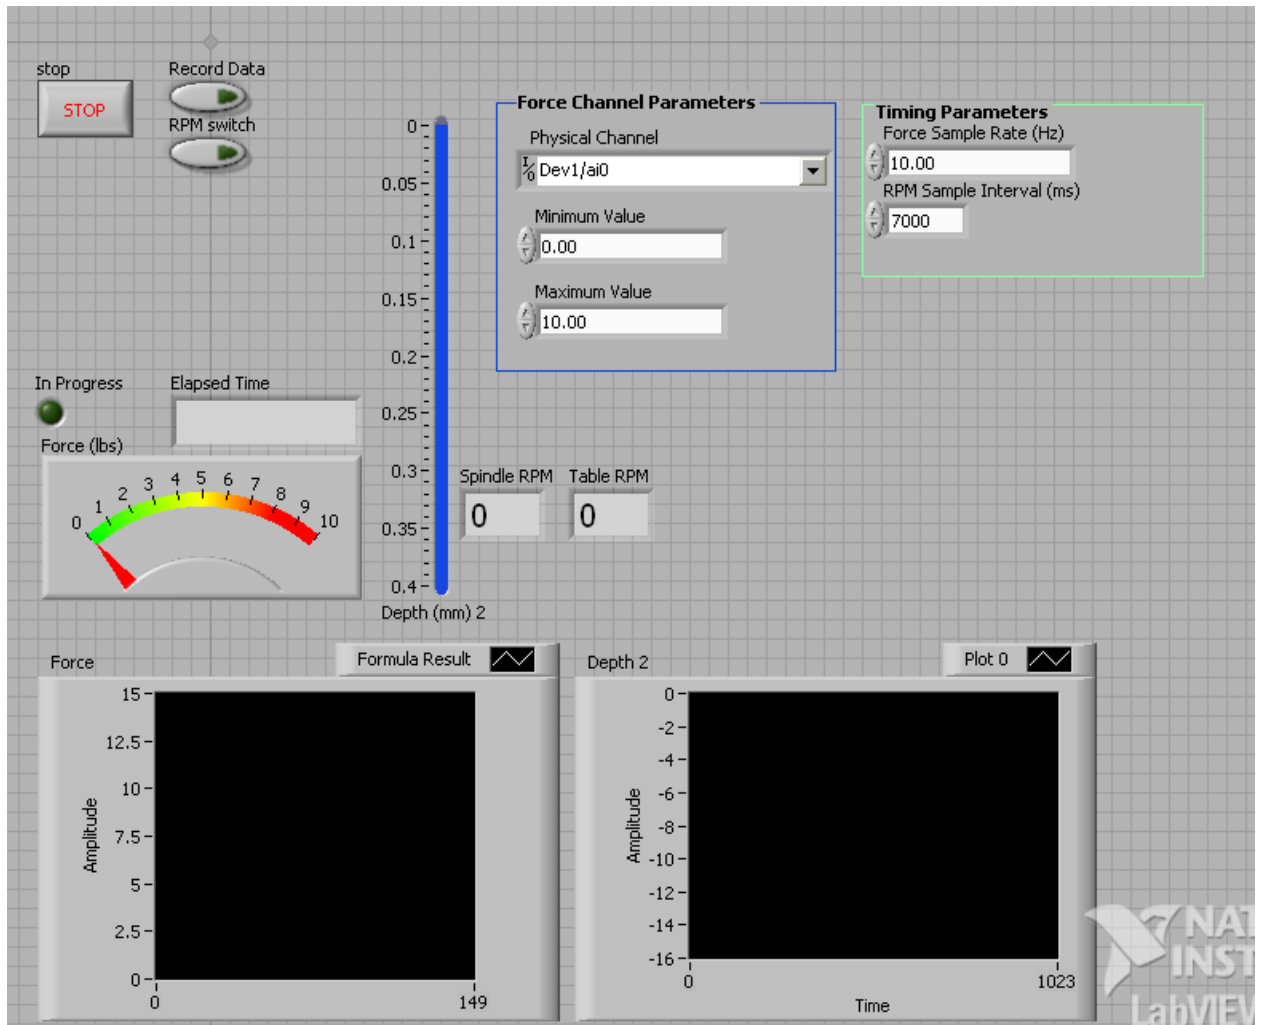 stop
STOP
Record Data
RPM switch
0
0.05
0.1
0.15
0.2
0.25
0.3
0.35
0.4
Depth (mm) 2
Force Channel Parameters
Physical Channel
I/0 Dev1/ai0
Minimum Value
0.00
Maximum Value
10.00
Timing Parameters
Force Sample Rate (Hz)
10.00
RPM Sample Interval (ms)
7000
In Progress
Elapsed Time
Force (lbs)
0 1 2 3 4 5 6 7 8 9 10
Spindle RPM
0
Table RPM
0
Force
Formula Result
15
12.5
10
7.5
5
2.5
0
Amplitude
0 149
Depth 2
Plot 0
0
-2
-4
-6
-8
-10
-12
-14
-16
Amplitude
0 1023
Time
NAT
INST
LabVIEW